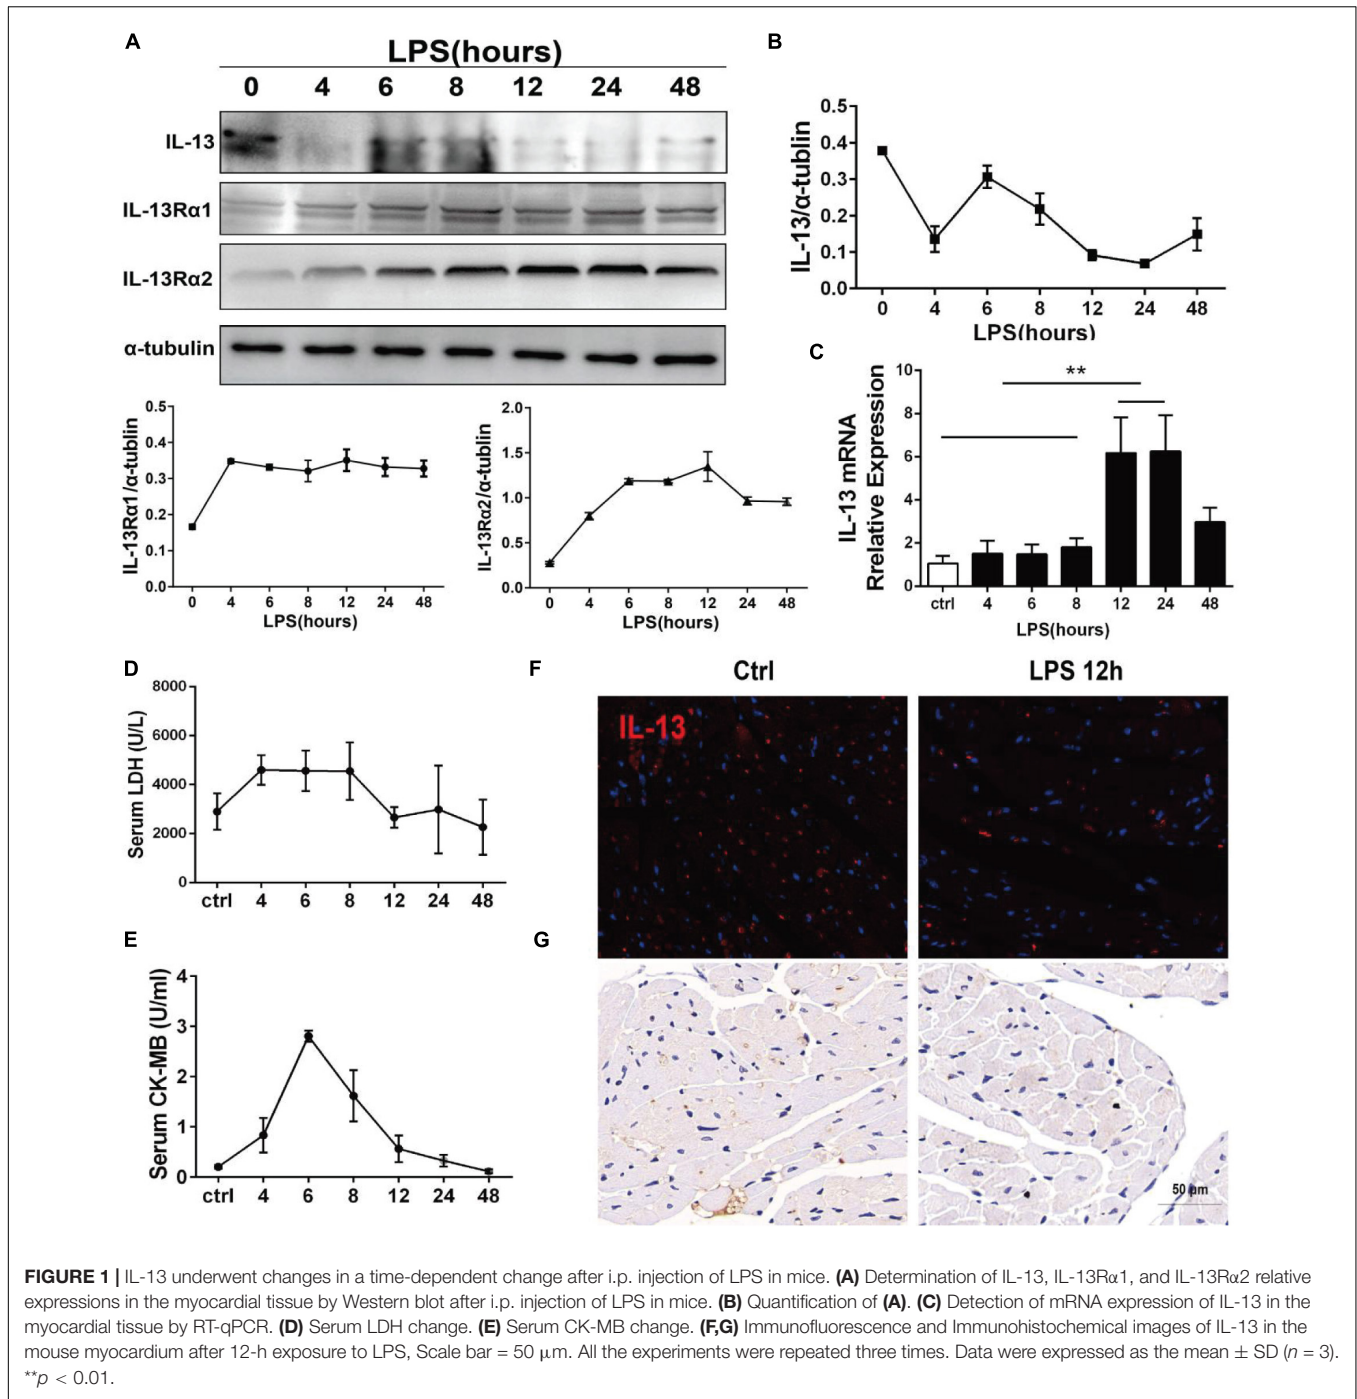 A
LPS(hours)
0 4 6 8 12 24 48
IL-13
IL-13Rα1
IL-13Rα2
α-tubulin
B
IL-13/α-tublin
0.5
0.4
0.3
0.2
0.1
0.0
0 4 6 8 12 24 48
LPS(hours)
C
IL-13 mRNA
Rrelative Expression
10
8
6
4
2
0
**
ctrl 4 6 8 12 24 48
LPS(hours)
IL-13Rα1/α-tublin
0.5
0.4
0.3
0.2
0.1
0.0
0 4 6 8 12 24 48
LPS(hours)
IL-13Rα2/α-tublin
2.0
1.5
1.0
0.5
0.0
0 4 6 8 12 24 48
LPS(hours)
D
Serum LDH (U/L)
8000
6000
4000
2000
0
ctrl 4 6 8 12 24 48
E
Serum CK-MB (U/ml)
4
3
2
1
0
ctrl 4 6 8 12 24 48
F
Ctrl LPS 12h
IL-13
G
50 μm
FIGURE 1 | IL-13 underwent changes in a time-dependent change after i.p. injection of LPS in mice. (A) Determination of IL-13, IL-13Rα1, and IL-13Rα2 relative
expressions in the myocardial tissue by Western blot after i.p. injection of LPS in mice. (B) Quantification of (A). (C) Detection of mRNA expression of IL-13 in the
myocardial tissue by RT-qPCR. (D) Serum LDH change. (E) Serum CK-MB change. (F,G) Immunofluorescence and Immunohistochemical images of IL-13 in the
mouse myocardium after 12-h exposure to LPS, Scale bar = 50 μm. All the experiments were repeated three times. Data were expressed as the mean ± SD (n = 3).
**p < 0.01.